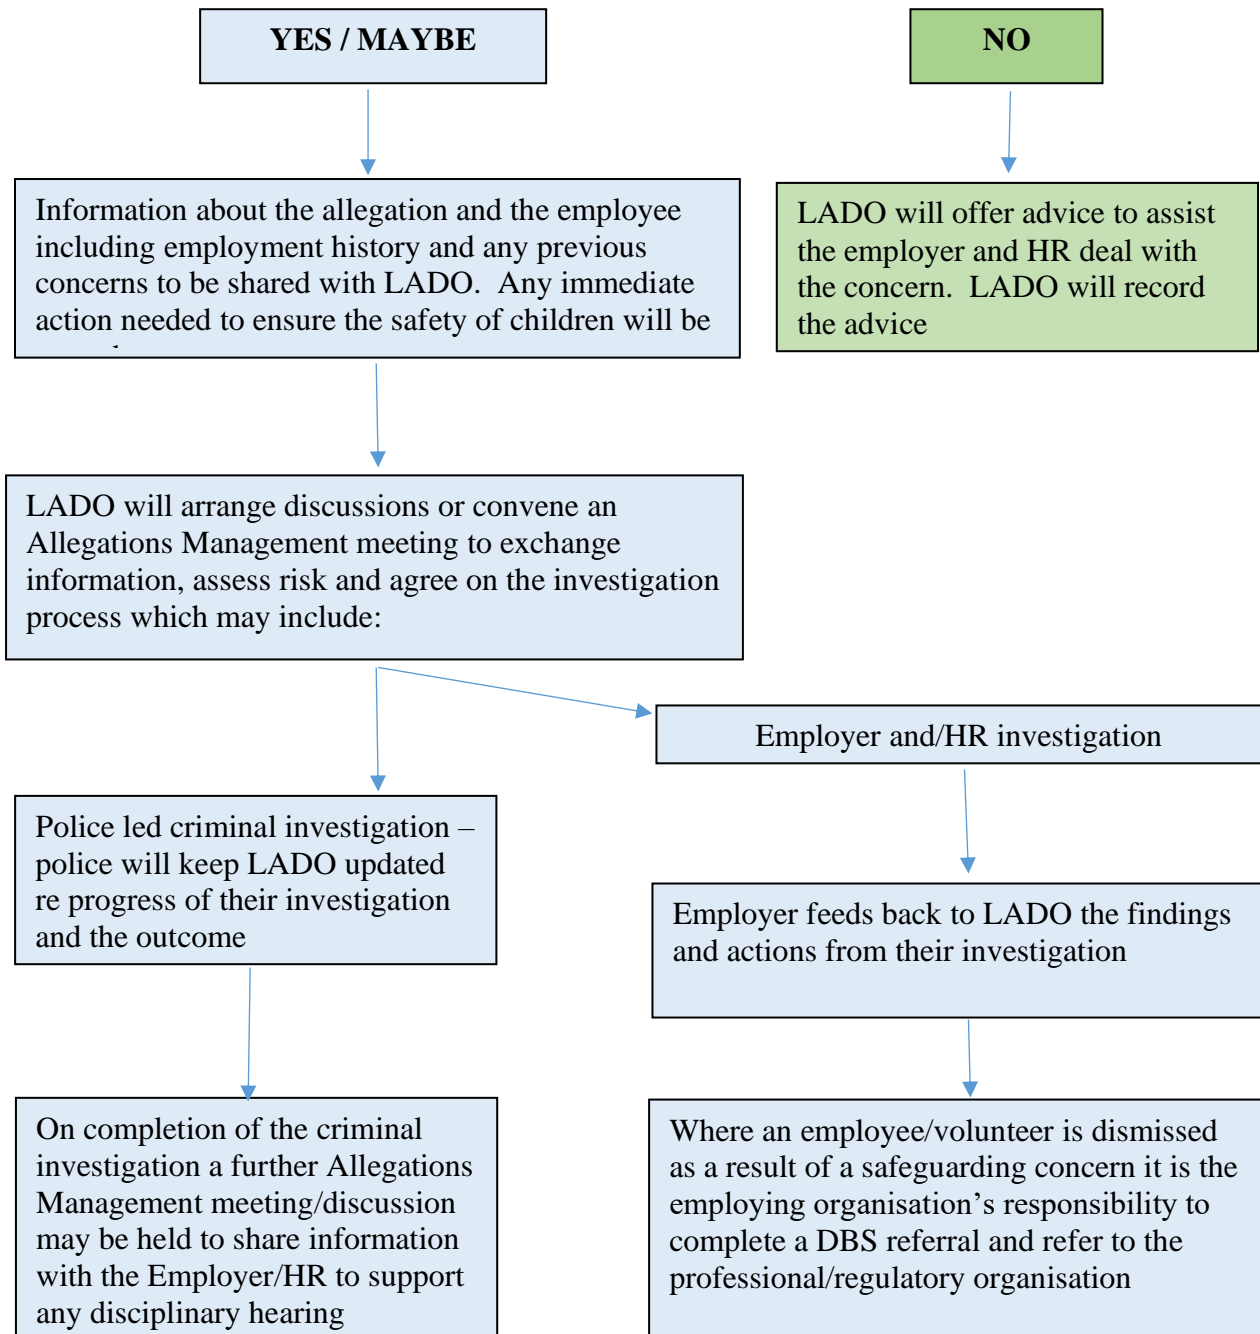 YES / MAYBE
NO
Information about the allegation and the employee
including employment history and any previous
concerns to be shared with LADO.  Any immediate
action needed to ensure the safety of children will be
LADO will offer advice to assist
the employer and HR deal with
the concern.  LADO will record
the advice
LADO will arrange discussions or convene an
Allegations Management meeting to exchange
information, assess risk and agree on the investigation
process which may include:
Employer and/HR investigation
Police led criminal investigation –
police will keep LADO updated
re progress of their investigation
and the outcome
Employer feeds back to LADO the findings
and actions from their investigation
On completion of the criminal
investigation a further Allegations
Management meeting/discussion
may be held to share information
with the Employer/HR to support
any disciplinary hearing
Where an employee/volunteer is dismissed
as a result of a safeguarding concern it is the
employing organisation’s responsibility to
complete a DBS referral and refer to the
professional/regulatory organisation